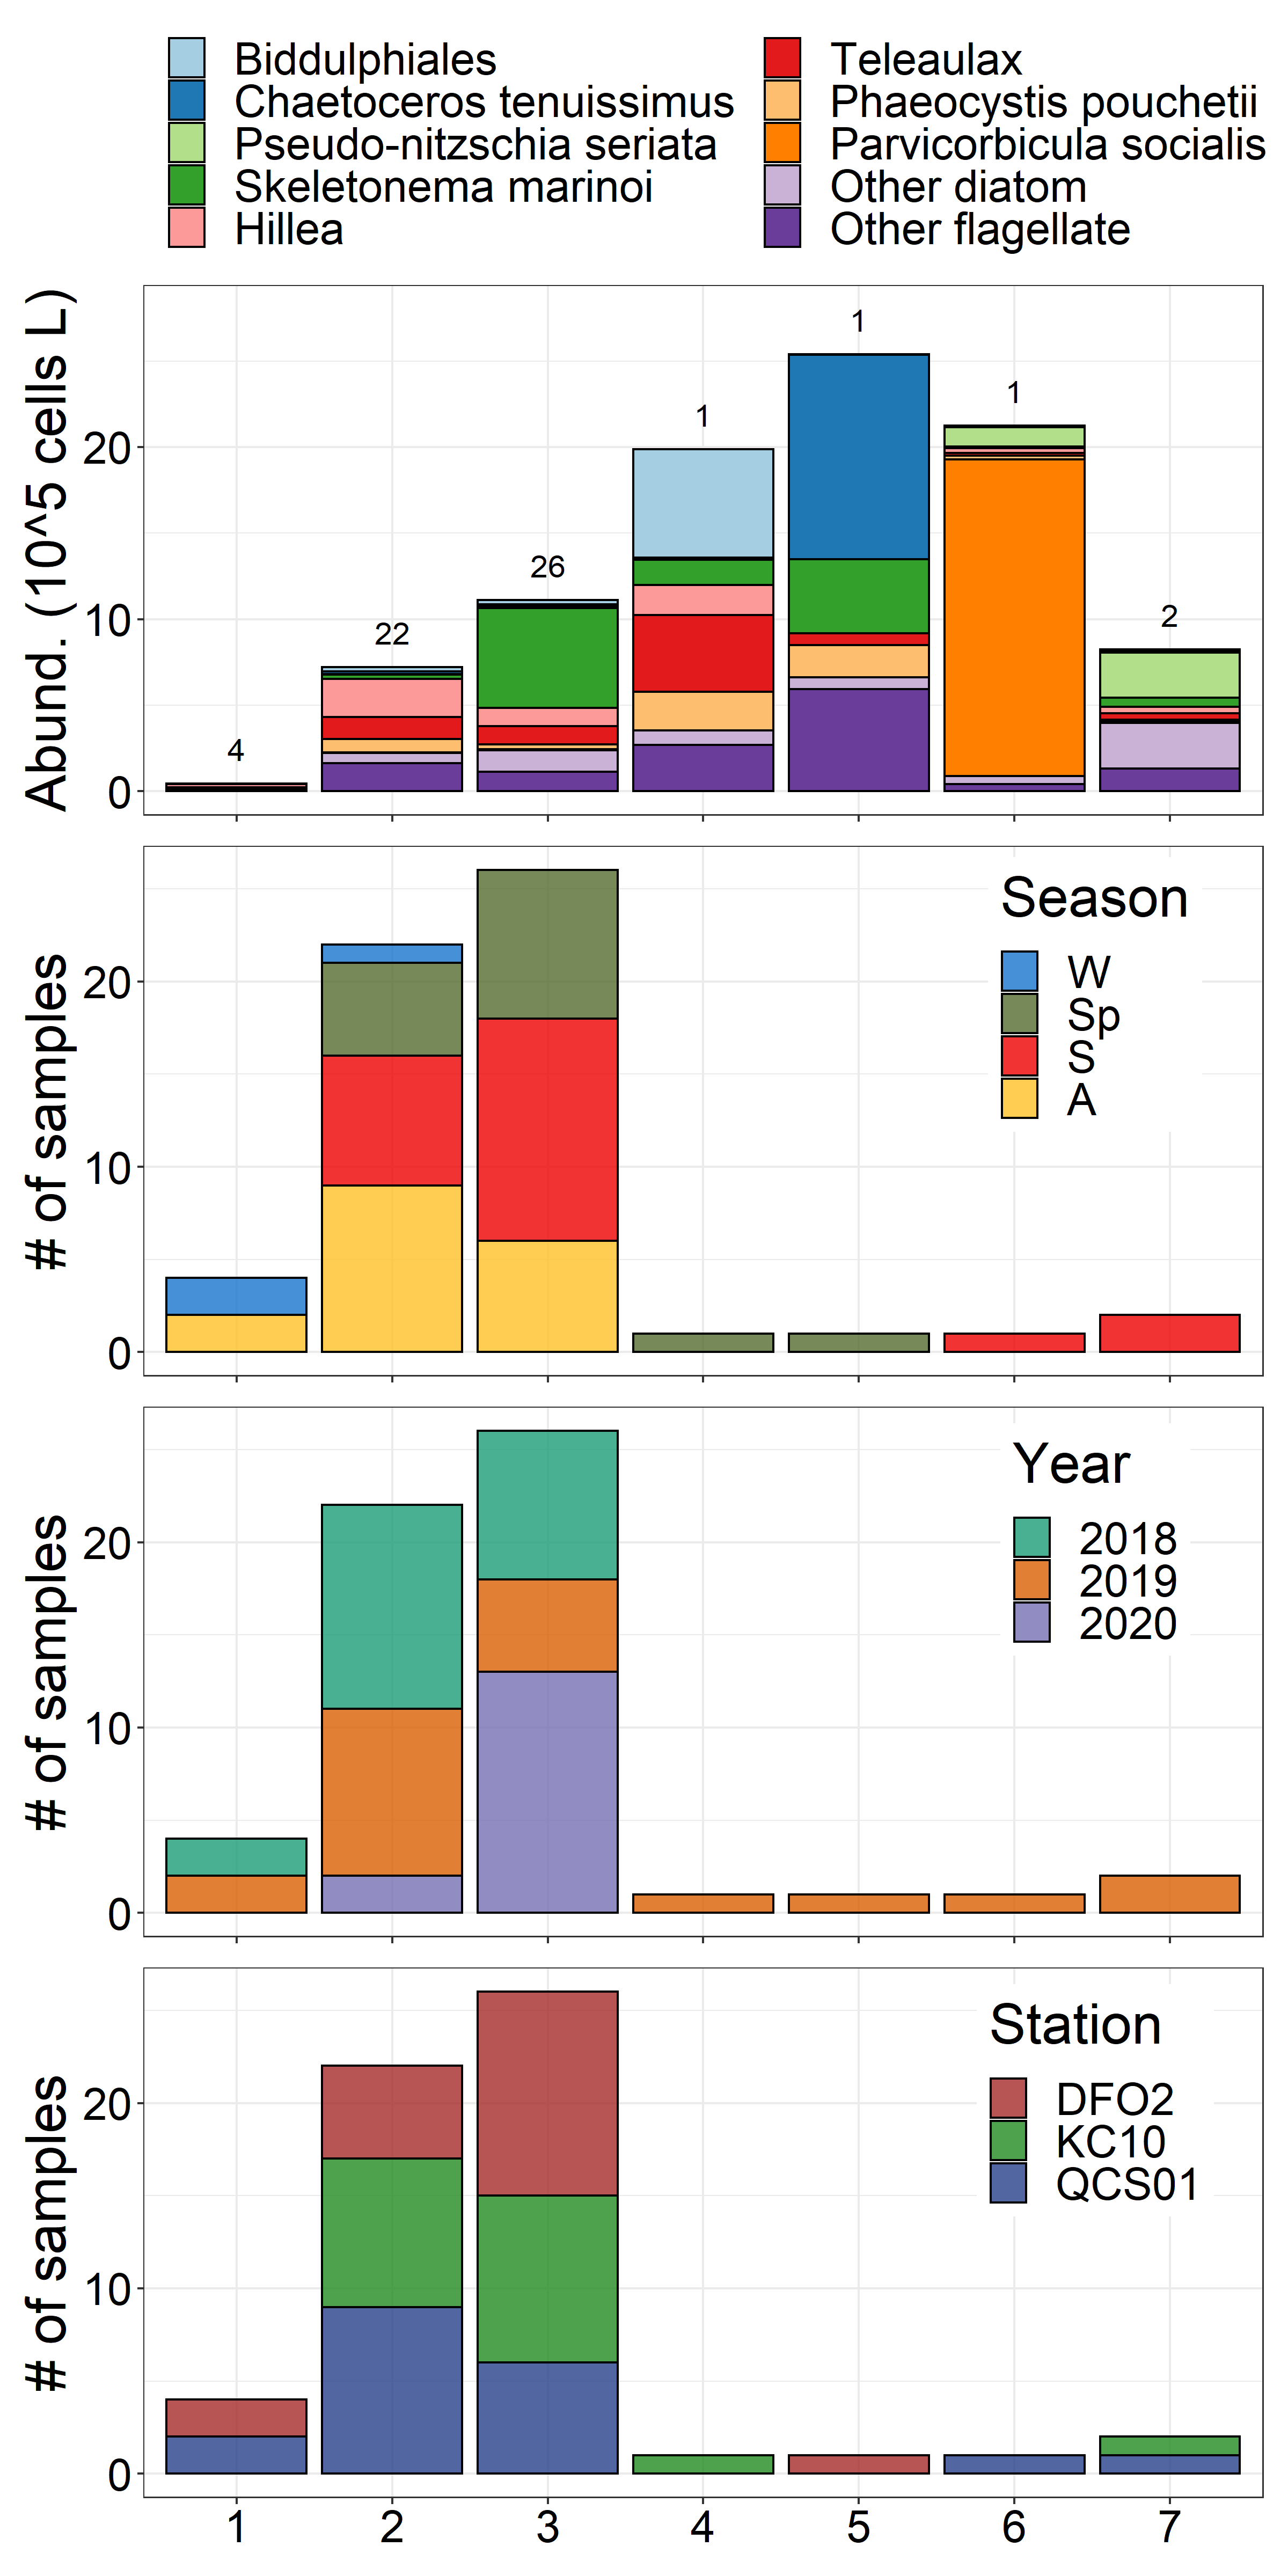 Biddulphiales
Chaetoceros tenuissimus
Pseudo-nitzschia seriata
Skeletonema marinoi
Hillea
Teleaulax
Phaeocystis pouchetii
Parvicorbicula socialis
Other diatom
Other flagellate
Abund. (10^5 cells L)
20
10
0
4
22
26
1
1
1
2
# of samples
20
10
0
Season
W
Sp
S
A
# of samples
20
10
0
Year
2018
2019
2020
# of samples
20
10
0
Station
DFO2
KC10
QCS01
1 2 3 4 5 6 7